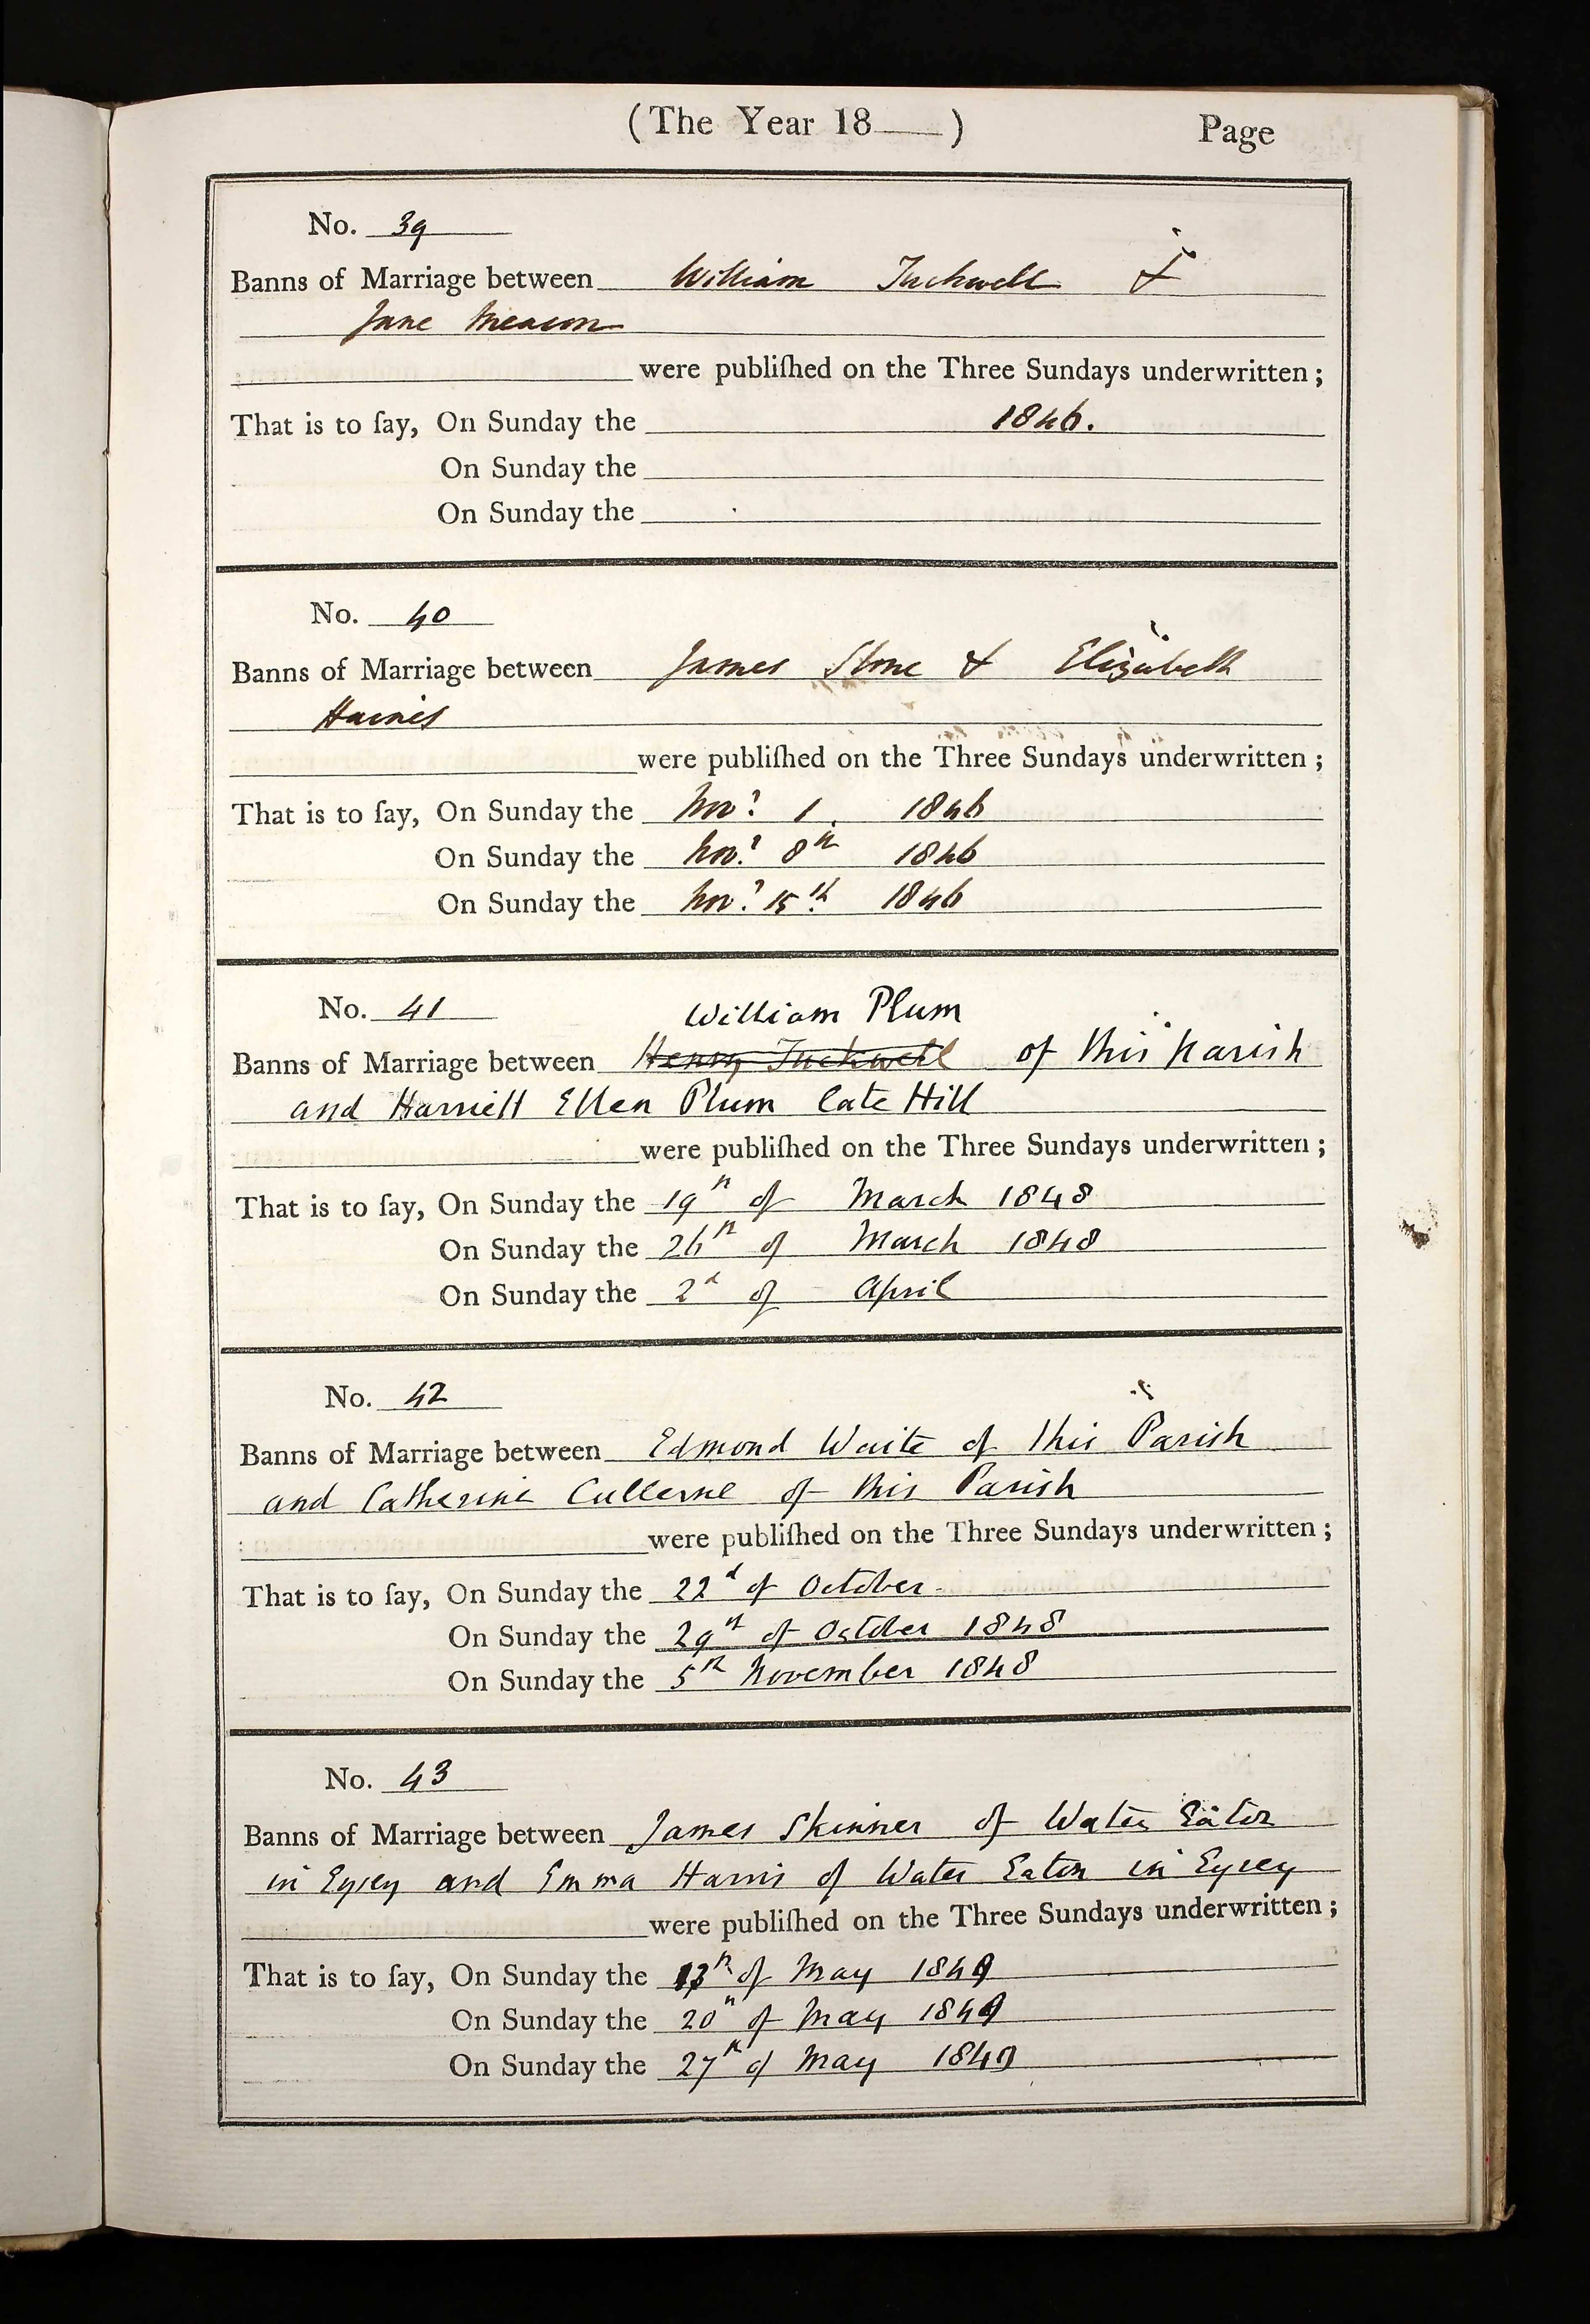 (The Year 18——) Page
No. 39
Banns of Marriage between William Tuckwell &
Jane
were publiſhed on the Three Sundays underwritten;
That is to ſay, On Sunday the 1846.
On Sunday the
On Sunday the
No. 40
Banns of Marriage between James Stone & Elizabeth
Haines
were publiſhed on the Three Sundays underwritten;
That is to ſay, On Sunday the Nov.r 1. 1846
On Sunday the Nov.r 8th 1846
On Sunday the Nov.r 15th 1846
No. 41 William Plum
Banns of Marriage between Henry Tuckwell of this Parish
and Harriett Ellen Plum late Hill
were publiſhed on the Three Sundays underwritten;
That is to ſay, On Sunday the 19th of March 1848
On Sunday the 26th of March 1848
On Sunday the 2d of April
No. 42
Banns of Marriage between Edmond Waite of this Parish
and Catherine Cullerne of this Parish
were publiſhed on the Three Sundays underwritten;
That is to ſay, On Sunday the 22d of October
On Sunday the 29th of October 1848
On Sunday the 5th November 1848
No. 43
Banns of Marriage between James Skinner of Water Eaton
in Eysey and Emma Harris of Water Eaton in Eysey
were publiſhed on the Three Sundays underwritten;
That is to ſay, On Sunday the 13th of May 1849
On Sunday the 20th of May 1849
On Sunday the 27th of May 1849